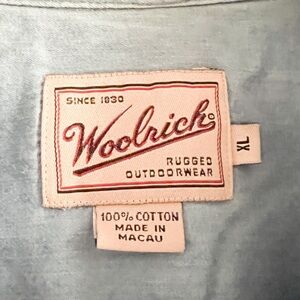 SINCE 1830
Woolrich
RUGGED
OUTDOORWEAR
XL
100% COTTON
MADE IN
MACAU